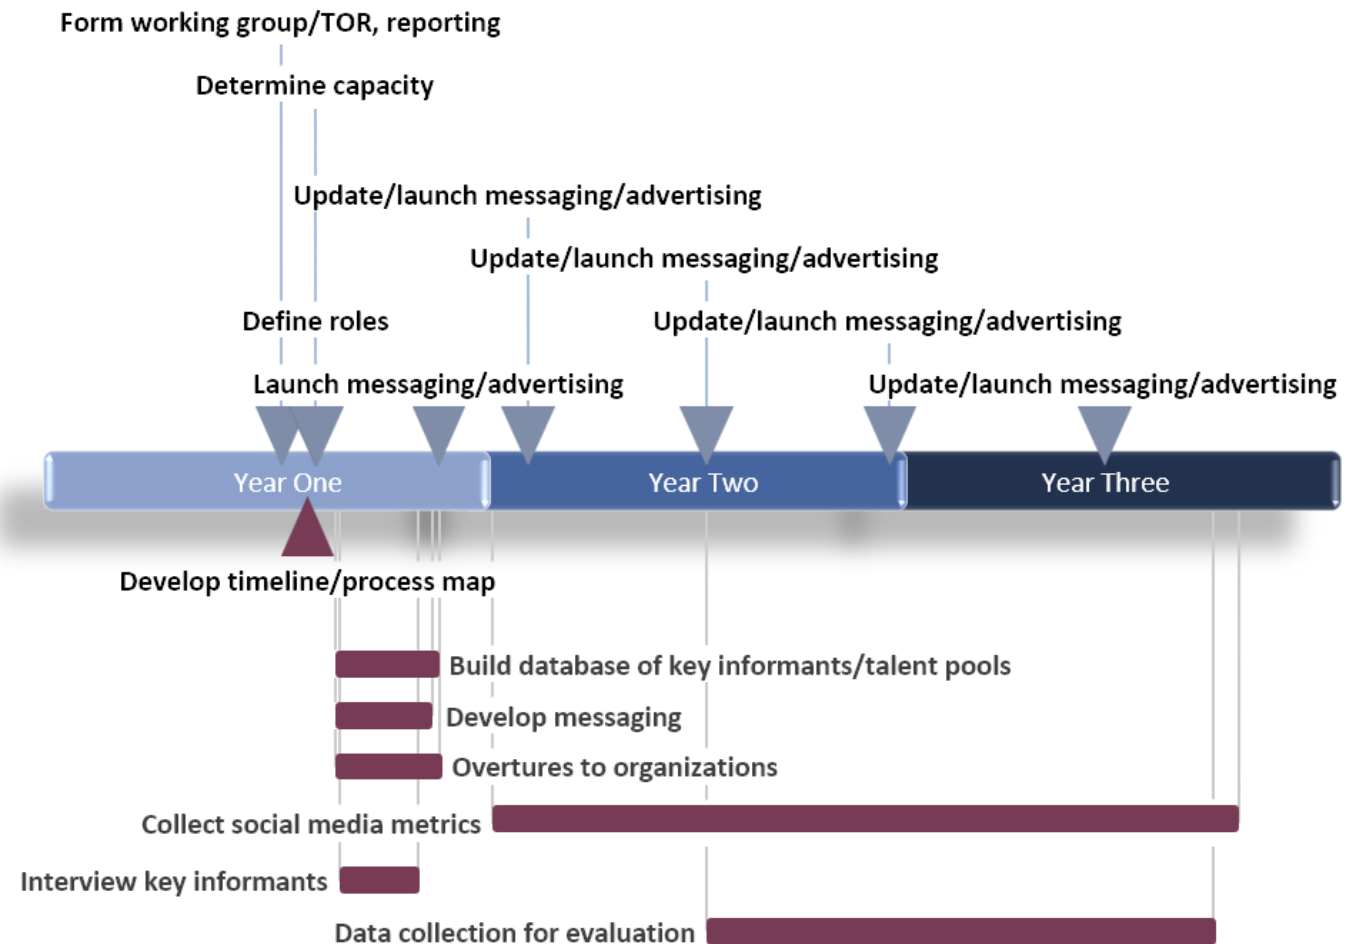 Form working group/TOR, reporting
Determine capacity
Update/launch messaging/advertising
Update/launch messaging/advertising
Define roles
Update/launch messaging/advertising
Launch messaging/advertising
Update/launch messaging/advertising
Year One
Year Two
Year Three
Develop timeline/process map
Build database of key informants/talent pools
Develop messaging
Overtures to organizations
Collect social media metrics
Interview key informants
Data collection for evaluation